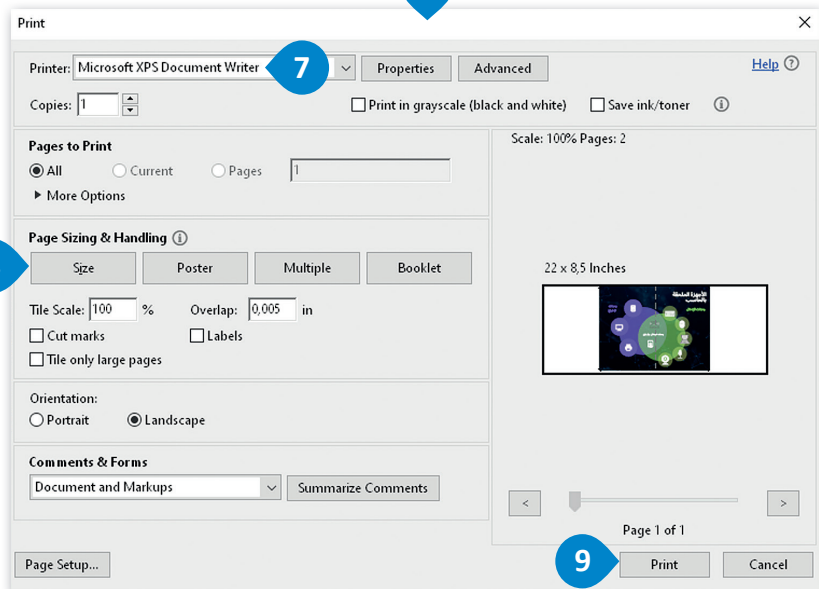 Print
Printer: Microsoft XPS Document Writer 7 Properties Advanced Help
Copies: 1 Print in grayscale (black and white) Save ink/toner
Pages to Print
All Current Pages 1
More Options
Scale: 100% Pages: 2
Page Sizing & Handling
Size Poster Multiple Booklet
Tile Scale: 100 % Overlap: 0,005 in
Cut marks Labels
Tile only large pages
22 x 8,5 Inches
الأجهزة الملحقة
بالحاسب
Orientation:
Portrait Landscape
Comments & Forms
Document and Markups Summarize Comments
< >
Page 1 of 1
Page Setup... 9 Print Cancel